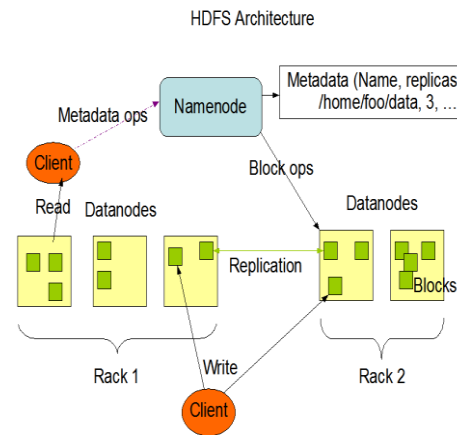 HDFS Architecture
Metadata (Name, replicas
/home/foo/data, 3, ...
Namenode
Metadata ops
Client
Block ops
Read
Datanodes
Datanodes
Replication
Blocks
Rack 1
Write
Rack 2
Client